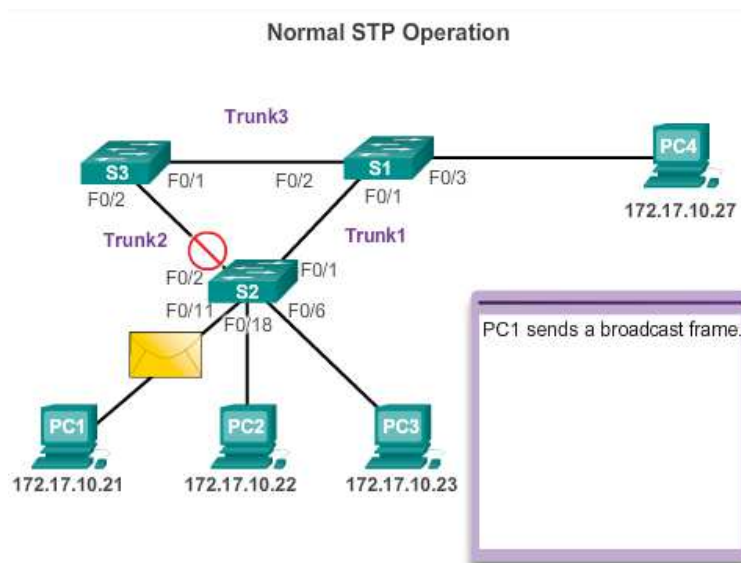 Normal STP Operation
Trunk3
S3
S1
PC4
F0/1
F0/2
F0/3
F0/2
F0/1
172.17.10.27
Trunk2
Trunk1
F0/2
F0/1
S2
F0/11
F0/18
F0/6
PC1 sends a broadcast frame.
PC1
PC2
PC3
172.17.10.21
172.17.10.22
172.17.10.23